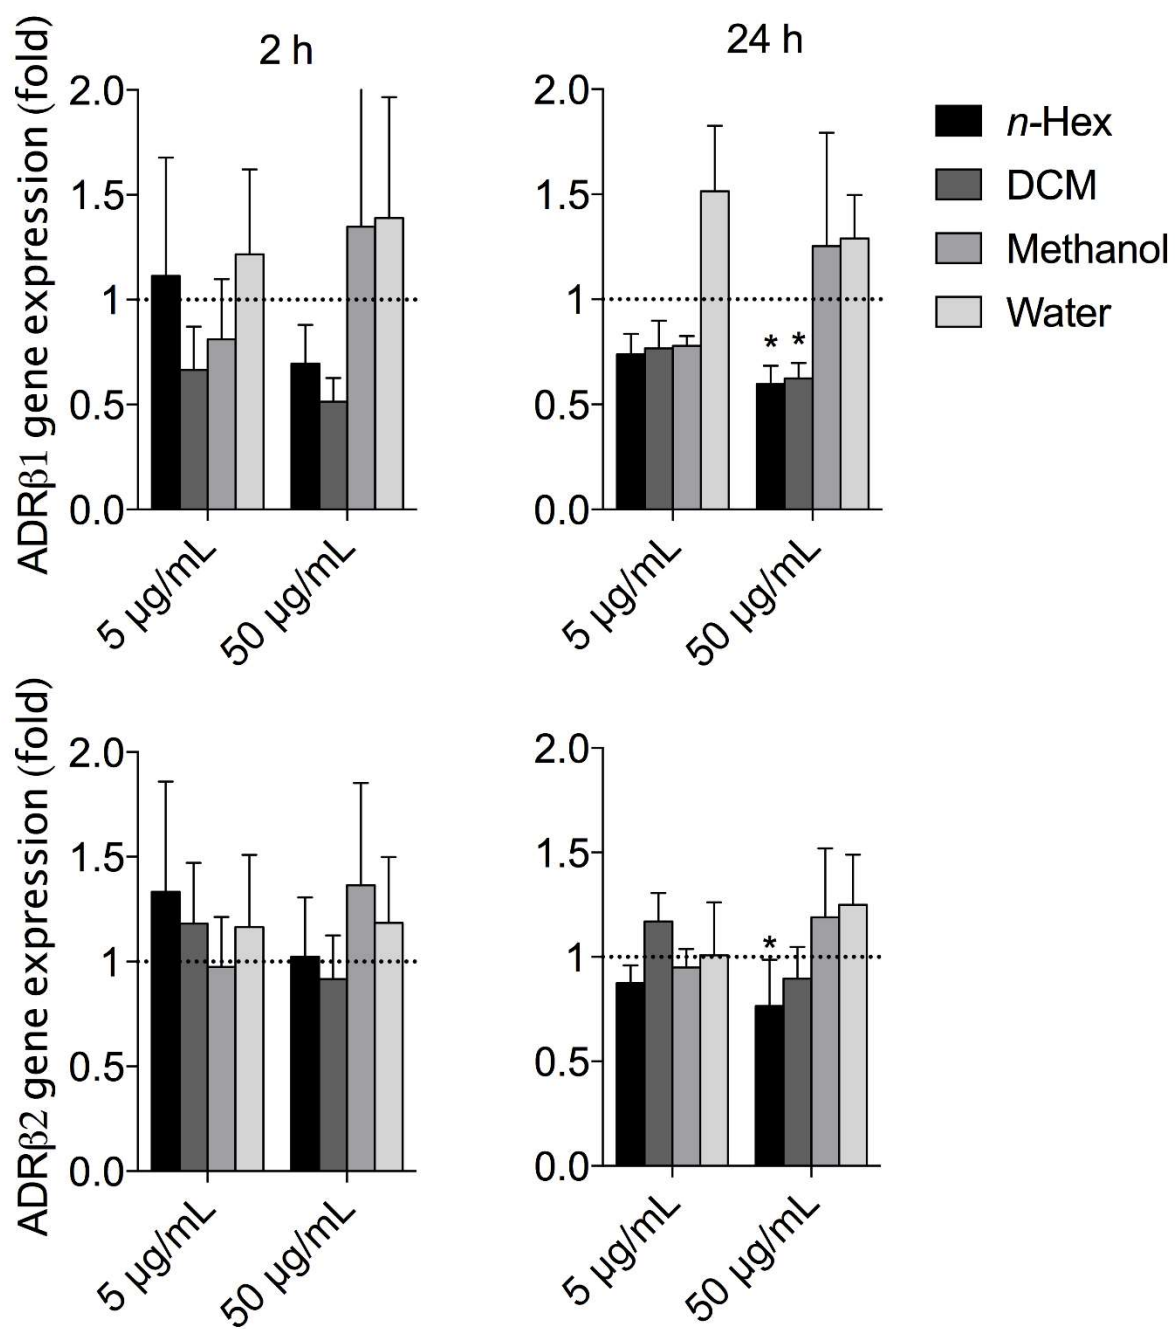 2 h
24 h
ADRβ1 gene expression (fold)
2.0
1.5
1
0.5
0.0
5 µg/mL
50 µg/mL
2.0
1.5
1
0.5
0.0
* *
5 µg/mL
50 µg/mL
n-Hex
DCM
Methanol
Water
ADRβ2 gene expression (fold)
2.0
1.5
1
0.5
0.0
5 µg/mL
50 µg/mL
2.0
1.5
1
0.5
0.0
*
5 µg/mL
50 µg/mL